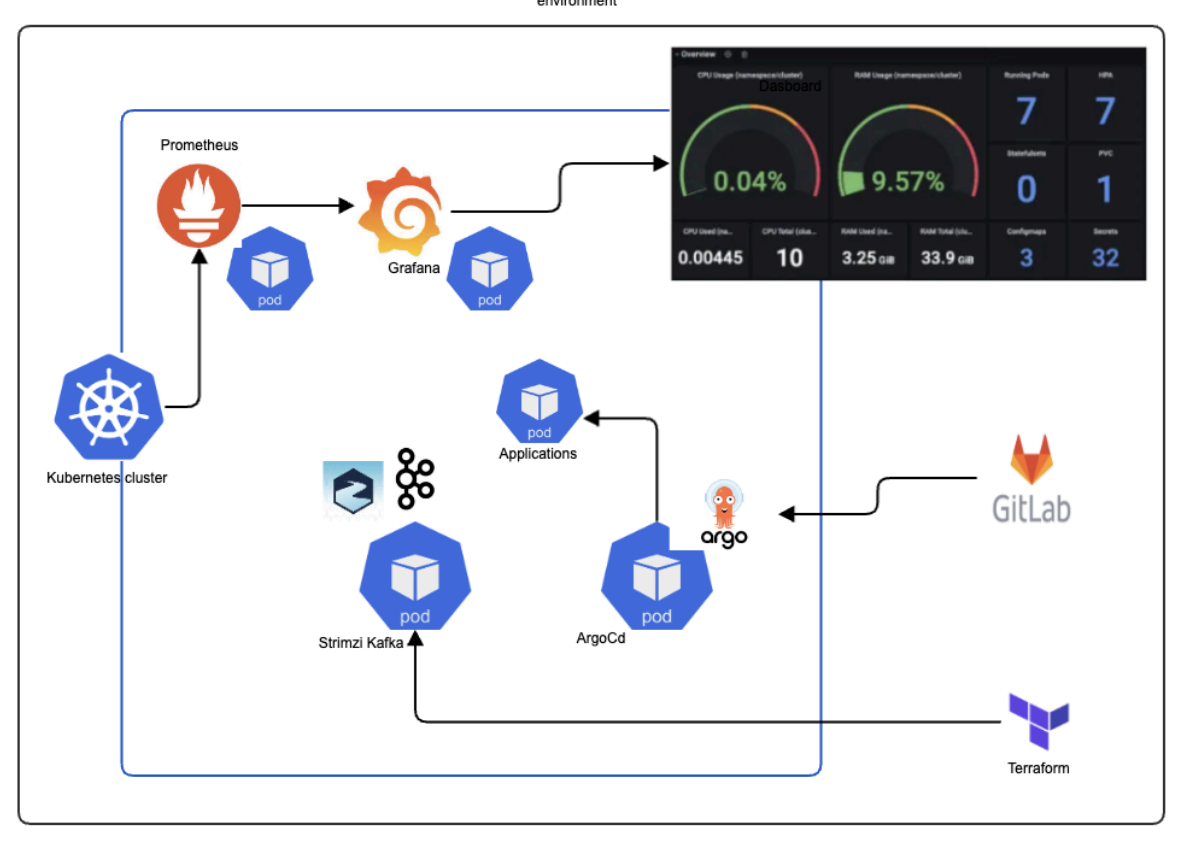 environment
Overview
CPU Usage (namespace/cluster)
RAM Usage (namespace/cluster)
Running Pods
HPA
Dasboard
7
7
0.04%
9.57%
Statefulsets
PVC
0
1
CPU Used (na...
CPU Total (clus...
RAM Used (na...
RAM Total (clu...
Configmaps
Secrets
0.00445
10
3.25 GiB
33.9 GiB
3
32
Prometheus
pod
Grafana
pod
Kubernetes cluster
pod
Applications
GitLab
argo
pod
Strimzi Kafka
pod
ArgoCd
Terraform